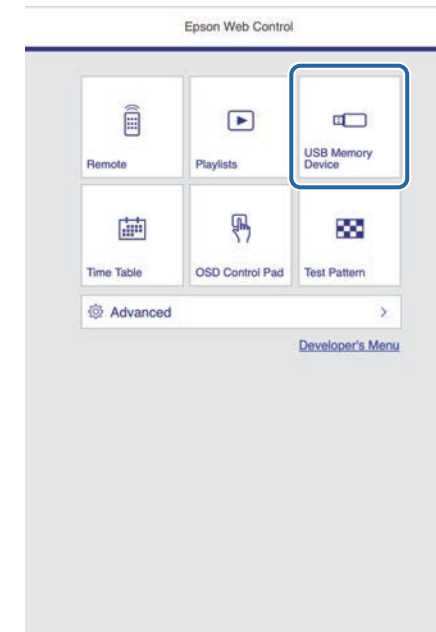 Epson Web Control
Remote
Playlists
USB Memory
Device
Time Table
OSD Control Pad
Test Pattern
Advanced
Developer's Menu